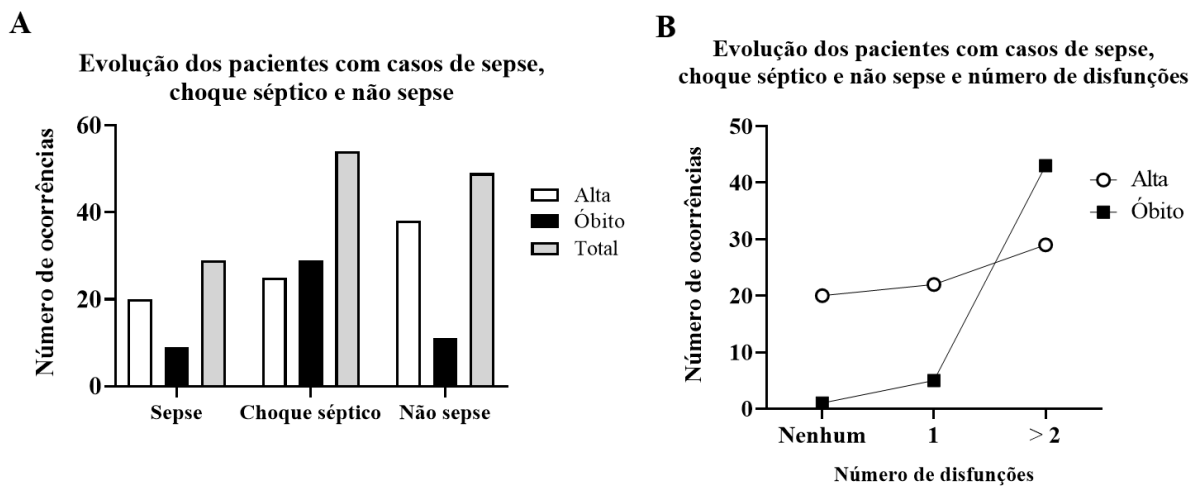 A
Evolução dos pacientes com casos de sepse,
choque séptico e não sepse
Número de ocorrências
60
40
20
0
Sepse
Choque séptico
Não sepse
Alta
Óbito
Total
B
Evolução dos pacientes com casos de sepse,
choque séptico e não sepse e número de disfunções
Número de ocorrências
50
40
30
20
10
0
Nenhum
1
> 2
Número de disfunções
Alta
Óbito